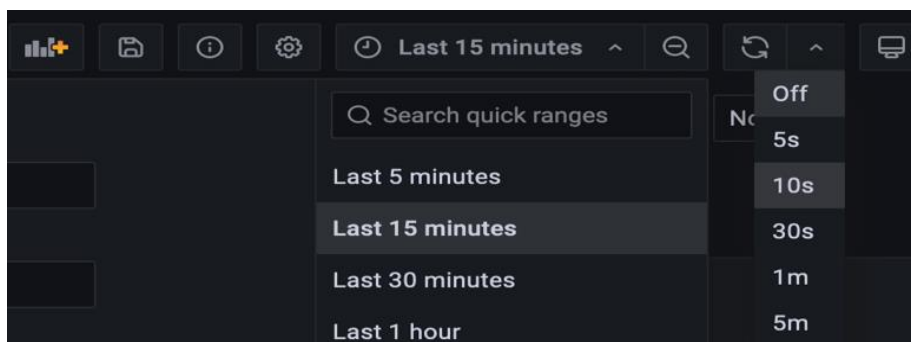 Last 15 minutes
Search quick ranges
Last 5 minutes
Last 15 minutes
Last 30 minutes
Last 1 hour
Off
5s
10s
30s
1m
5m